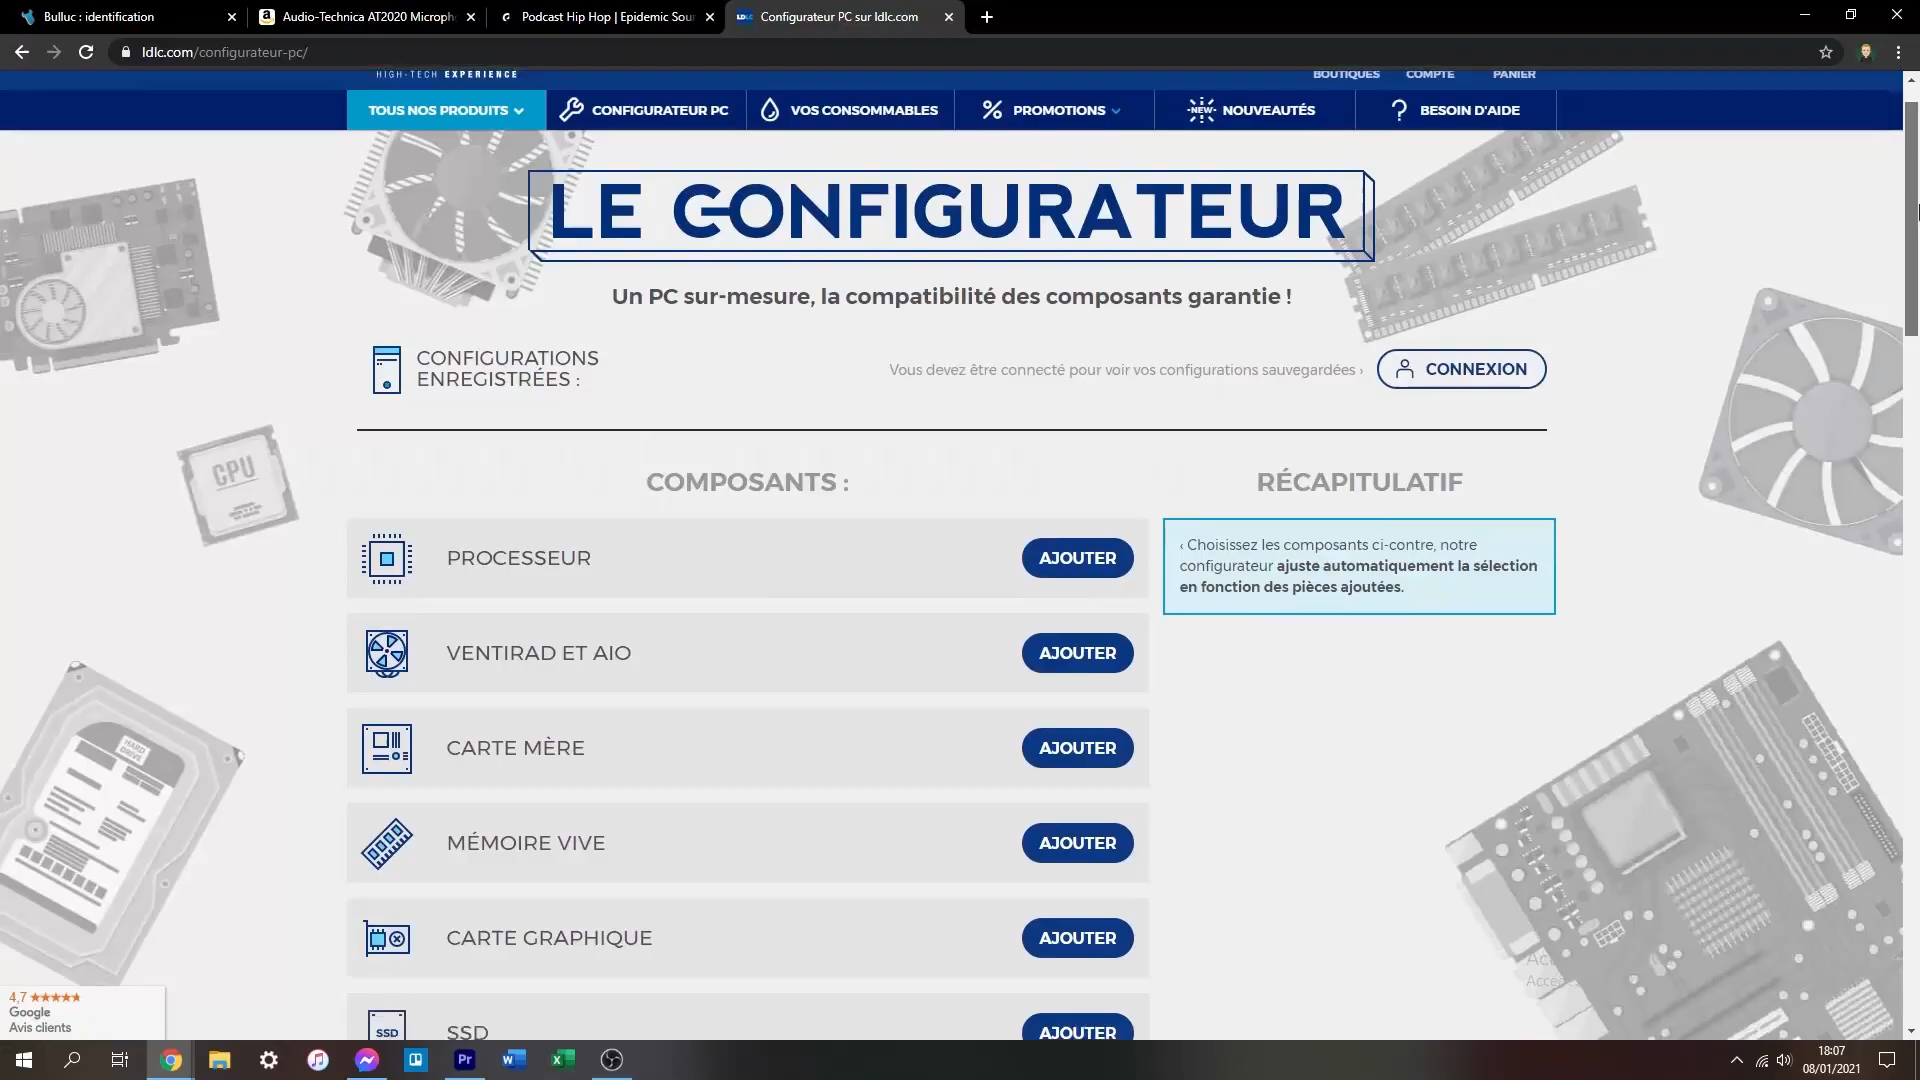 Bulluc : identification
Audio-Technica AT2020 Microph
Podcast Hip Hop | Epidemic Sour
Configurateur PC sur ldlc.com
ldlc.com/configurateur-pc/
HIGH-TECH EXPERIENCE
BOUTIQUES
COMPTE
PANIER
TOUS NOS PRODUITS
CONFIGURATEUR PC
VOS CONSOMMABLES
PROMOTIONS
NEW
NOUVEAUTÉS
BESOIN D'AIDE
LE CONFIGURATEUR
Un PC sur-mesure, la compatibilité des composants garantie !
CONFIGURATIONS
ENREGISTRÉES :
Vous devez être connecté pour voir vos configurations sauvegardées ›
CONNEXION
CPU
COMPOSANTS :
RÉCAPITULATIF
PROCESSEUR
AJOUTER
‹ Choisissez les composants ci-contre, notre
configurateur ajuste automatiquement la sélection
en fonction des pièces ajoutées.
VENTIRAD ET AIO
AJOUTER
CARTE MÈRE
AJOUTER
HARD
DRIVE
MÉMOIRE VIVE
AJOUTER
CARTE GRAPHIQUE
AJOUTER
SSD
SSD
AJOUTER
4,7
Google
Avis clients
Pr
18:07
08/01/2021